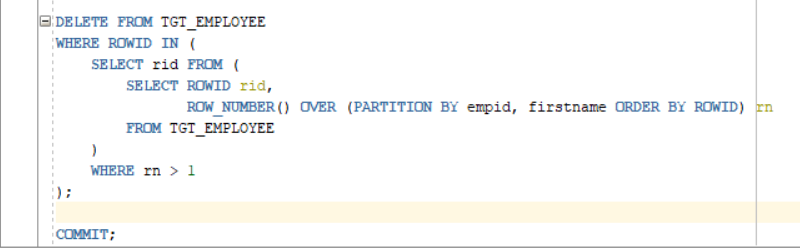 DELETE FROM TGT_EMPLOYEE
WHERE ROWID IN (
SELECT rid FROM (
SELECT ROWID rid,
ROW_NUMBER() OVER (PARTITION BY empid, firstname ORDER BY ROWID) rn
FROM TGT_EMPLOYEE
)
WHERE rn > 1
);
COMMIT;